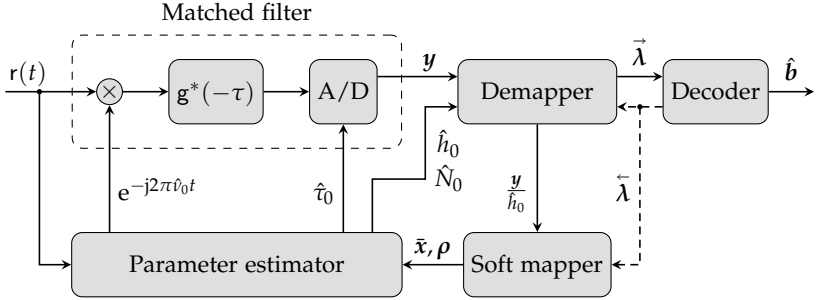 Matched filter
r(t)
×
g*(−τ)
A/D
y
Demapper
λ⃗
Decoder
b̂
e^{−j2πν̂₀t}
τ̂₀
ĥ₀
N̂₀
y/ĥ₀
λ⃖
Parameter estimator
x̄, ρ
Soft mapper